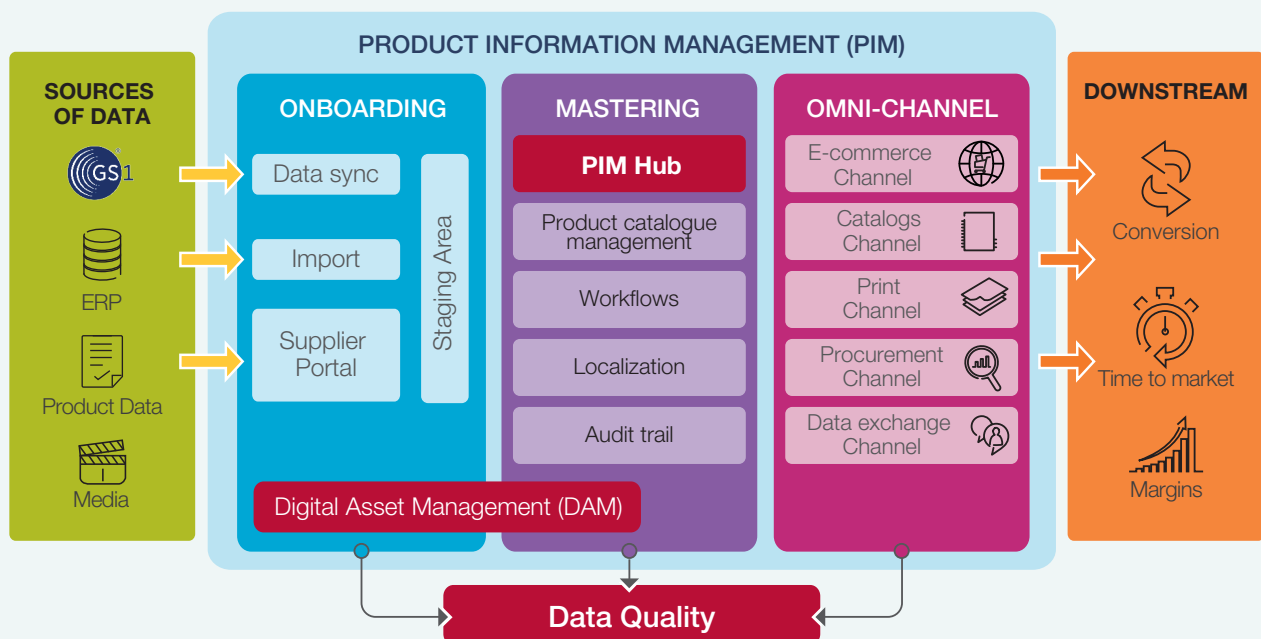 PRODUCT INFORMATION MANAGEMENT (PIM)
SOURCES
OF DATA
GS1
®
ERP
Product Data
Media
ONBOARDING
Data sync
Import
Supplier
Portal
Staging Area
MASTERING
PIM Hub
Product catalogue
management
Workflows
Localization
Audit trail
Digital Asset Management (DAM)
OMNI-CHANNEL
E-commerce
Channel
Catalogs
Channel
Print
Channel
Procurement
Channel
Data exchange
Channel
DOWNSTREAM
Conversion
Time to market
Margins
Data Quality